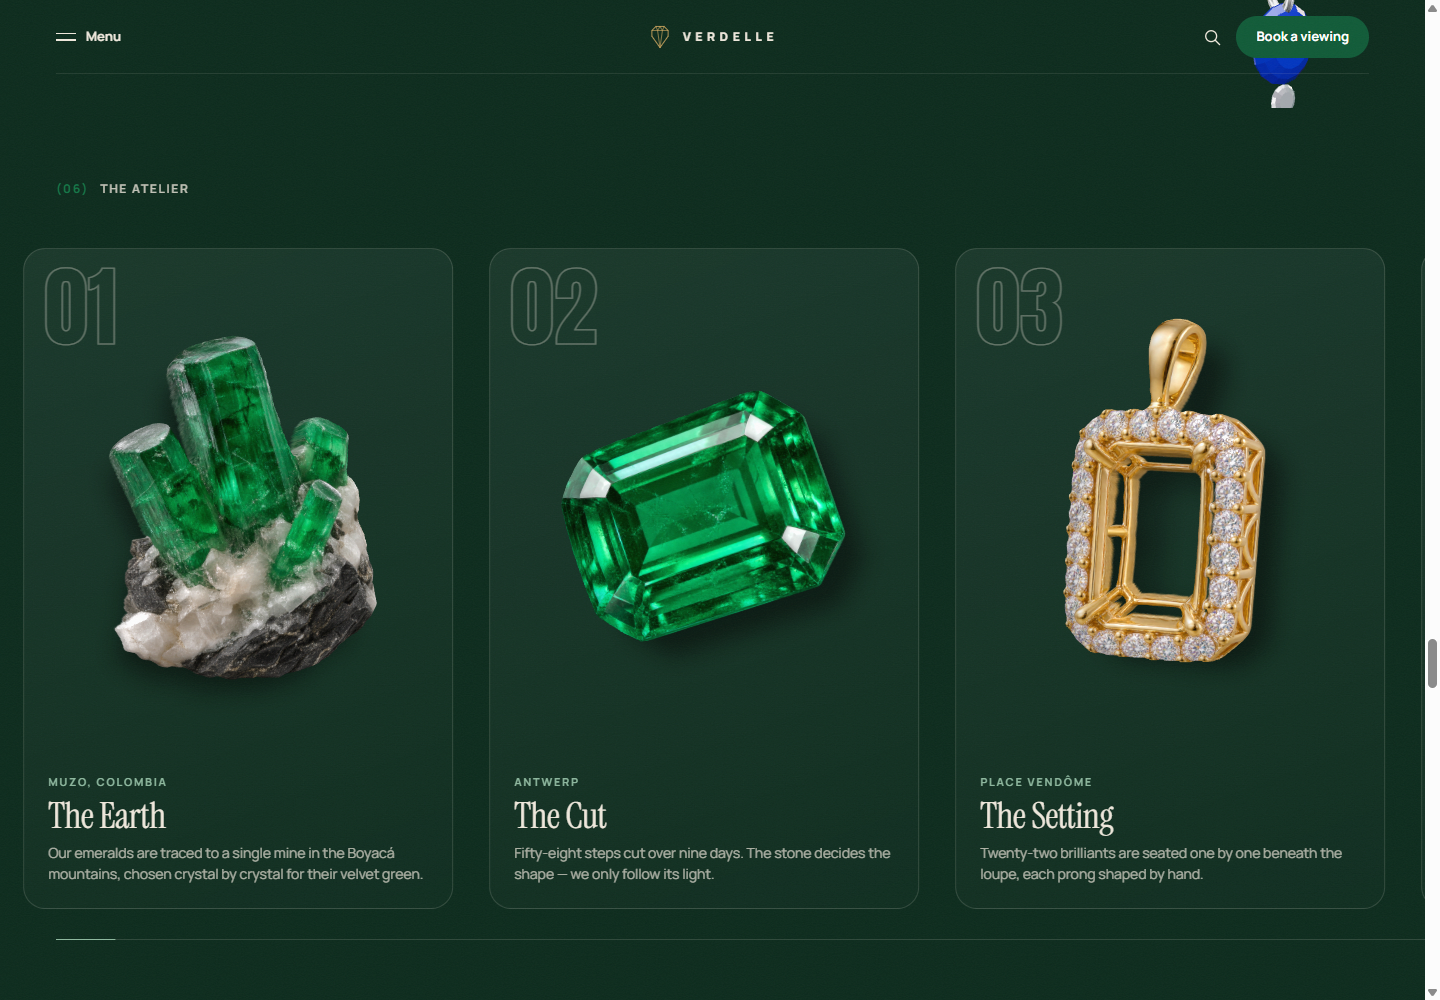 Menu
VERDELLE
Book a viewing
(06) THE ATELIER
01
02
03
MUZO, COLOMBIA
The Earth
Our emeralds are traced to a single mine in the Boyacá
mountains, chosen crystal by crystal for their velvet green.
ANTWERP
The Cut
Fifty-eight steps cut over nine days. The stone decides the
shape — we only follow its light.
PLACE VENDÔME
The Setting
Twenty-two brilliants are seated one by one beneath the
loupe, each prong shaped by hand.